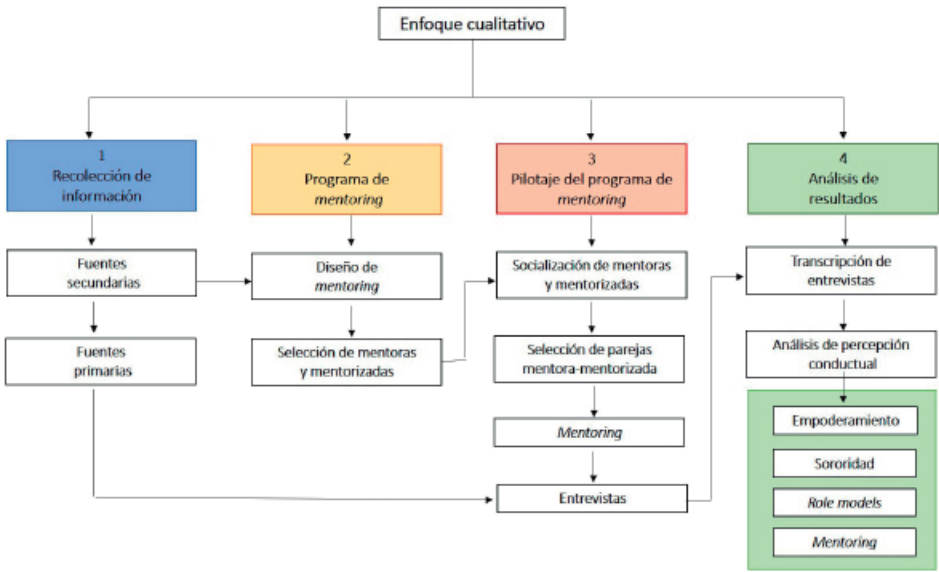 Enfoque cualitativo
1
Recolección de
información
Fuentes
secundarias
Fuentes
primarias
2
Programa de
mentoring
Diseño de
mentoring
Selección de mentoras
y mentorizadas
3
Pilotaje del programa de
mentoring
Socialización de mentoras
y mentorizadas
Selección de parejas
mentora-mentorizada
Mentoring
Entrevistas
4
Análisis de
resultados
Transcripción de
entrevistas
Análisis de percepción
conductual
Empoderamiento
Sororidad
Role models
Mentoring